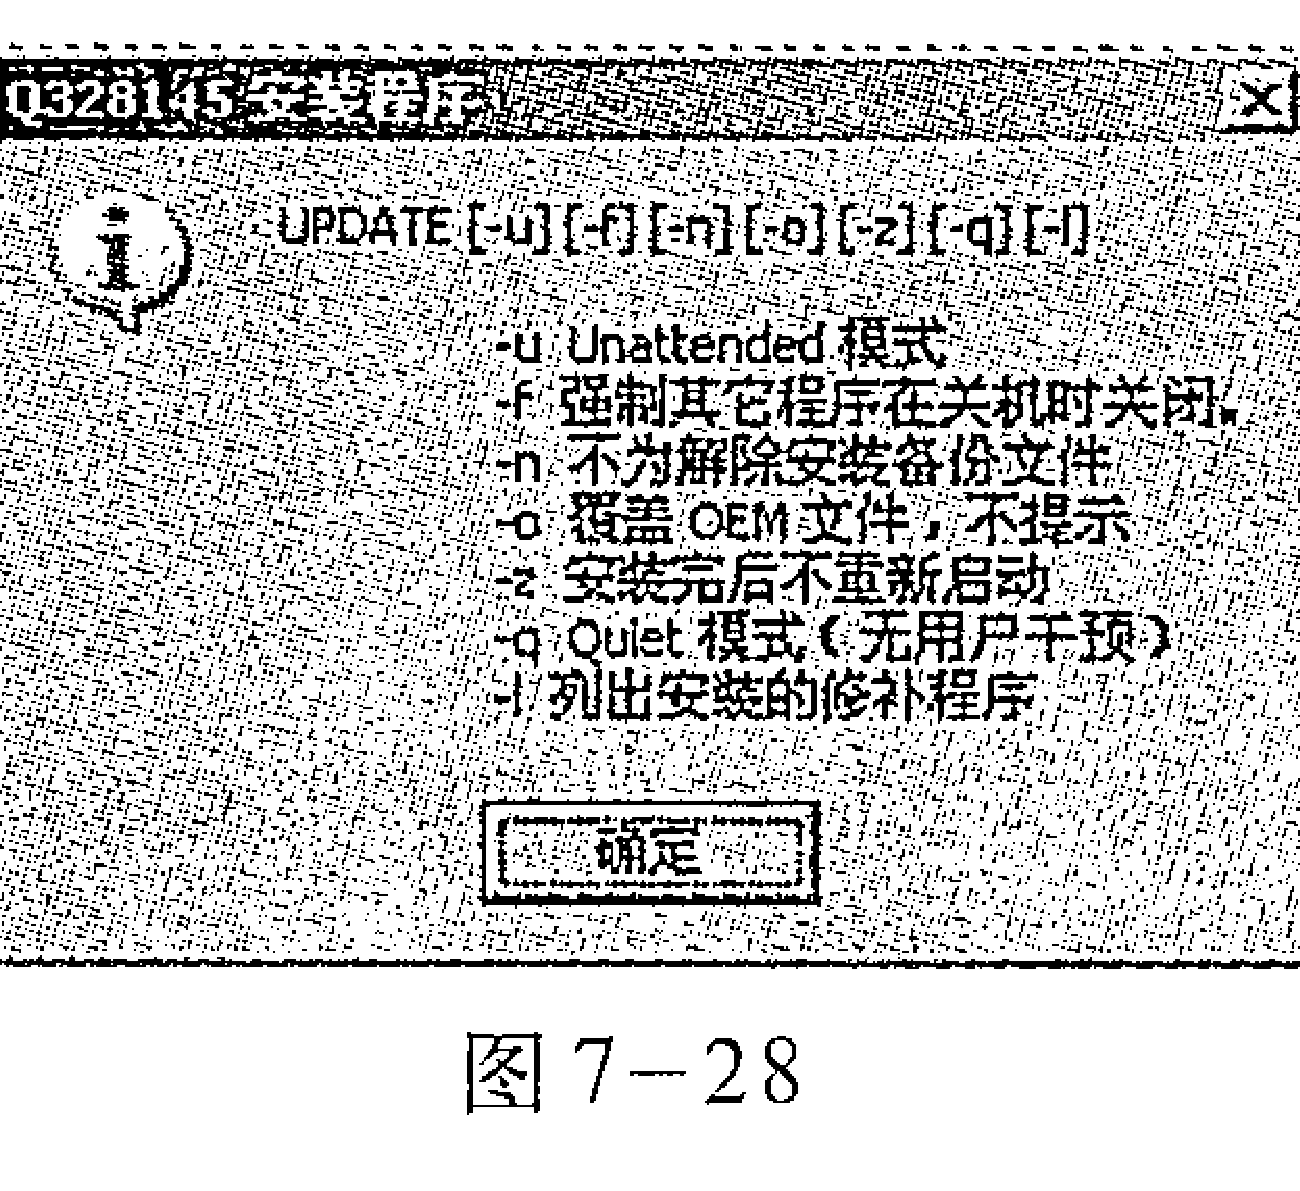 Q328145 安装程序
UPDATE [-u] [-f] [-n] [-o] [-z] [-q] [-l]
-u Unattended 模式
-f 强制其它程序在关机时关闭。
-n 不为解除安装备份文件
-o 覆盖 OEM 文件，不提示
-z 安装完后不重新启动
-q Quiet 模式（无用户干预）
-l 列出安装的修补程序
确定
图 7-28